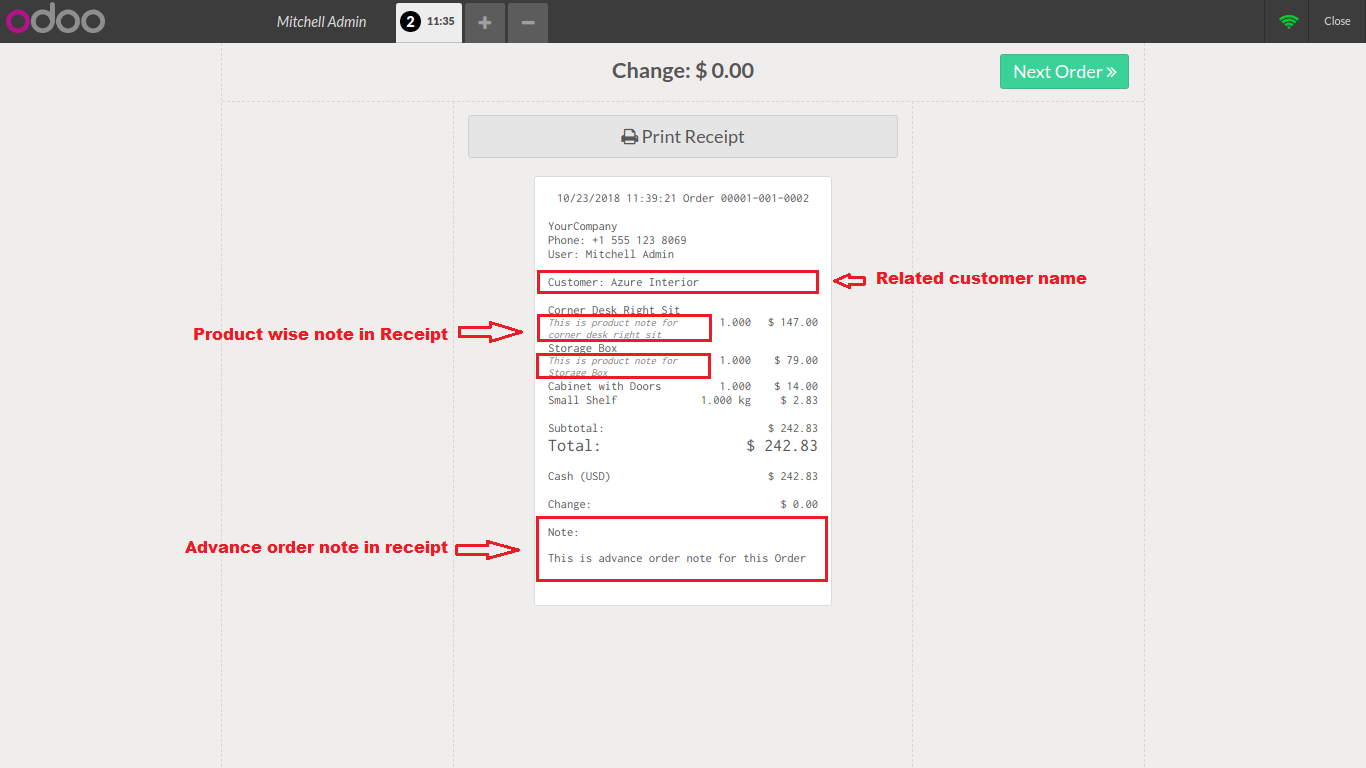 odoo
Mitchell Admin
2 11:35
Close
Change: $ 0.00
Next Order
Print Receipt
10/23/2018 11:39:21 Order 00001-001-0002
YourCompany
Phone: +1 555 123 8069
User: Mitchell Admin
Customer: Azure Interior
Related customer name
Corner Desk Right Sit
This is product note for 1.000 $ 147.00
corner desk right sit
Product wise note in Receipt
Storage Box
This is product note for 1.000 $ 79.00
Storage Box
Cabinet with Doors 1.000 $ 14.00
Small Shelf 1.000 kg $ 2.83
Subtotal: $ 242.83
Total: $ 242.83
Cash (USD) $ 242.83
Change: $ 0.00
Note:
Advance order note in receipt
This is advance order note for this Order